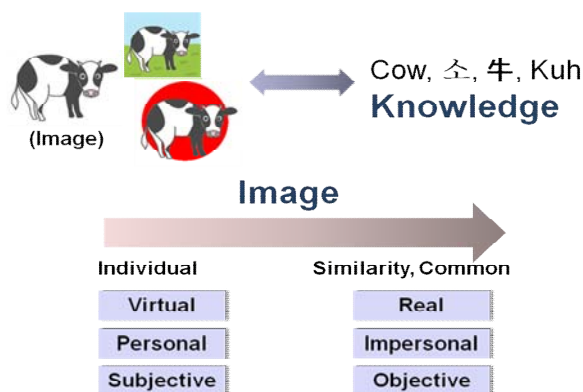 Cow, 소, 牛, Kuh
Knowledge
(Image)
Image
Individual
Similarity, Common
Virtual
Real
Personal
Impersonal
Subjective
Objective